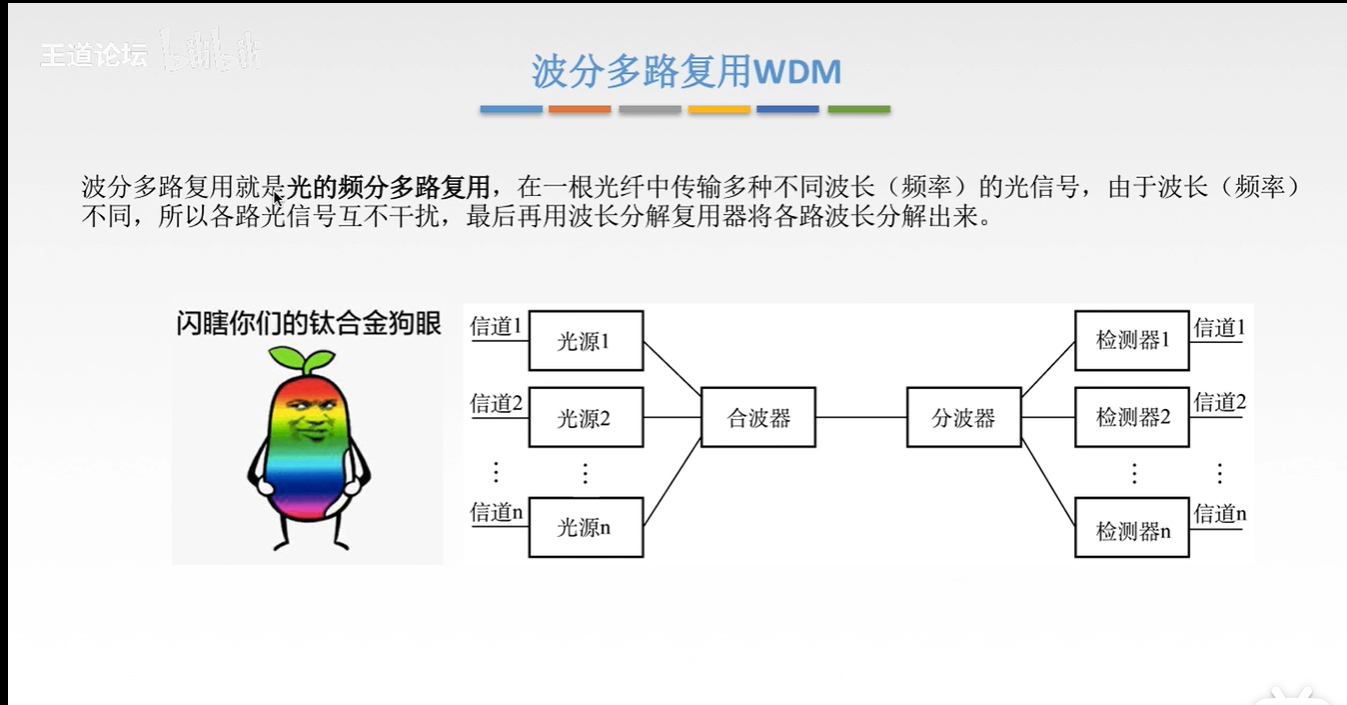 王道论坛 bilibili
波分多路复用WDM
波分多路复用就是光的频分多路复用，在一根光纤中传输多种不同波长（频率）的光信号，由于波长（频率）
不同，所以各路光信号互不干扰，最后再用波长分解复用器将各路波长分解出来。
闪瞎你们的钛合金狗眼
信道1
光源1
检测器1
信道1
信道2
光源2
合波器
分波器
检测器2
信道2
⋮
⋮
⋮
⋮
信道n
光源n
检测器n
信道n